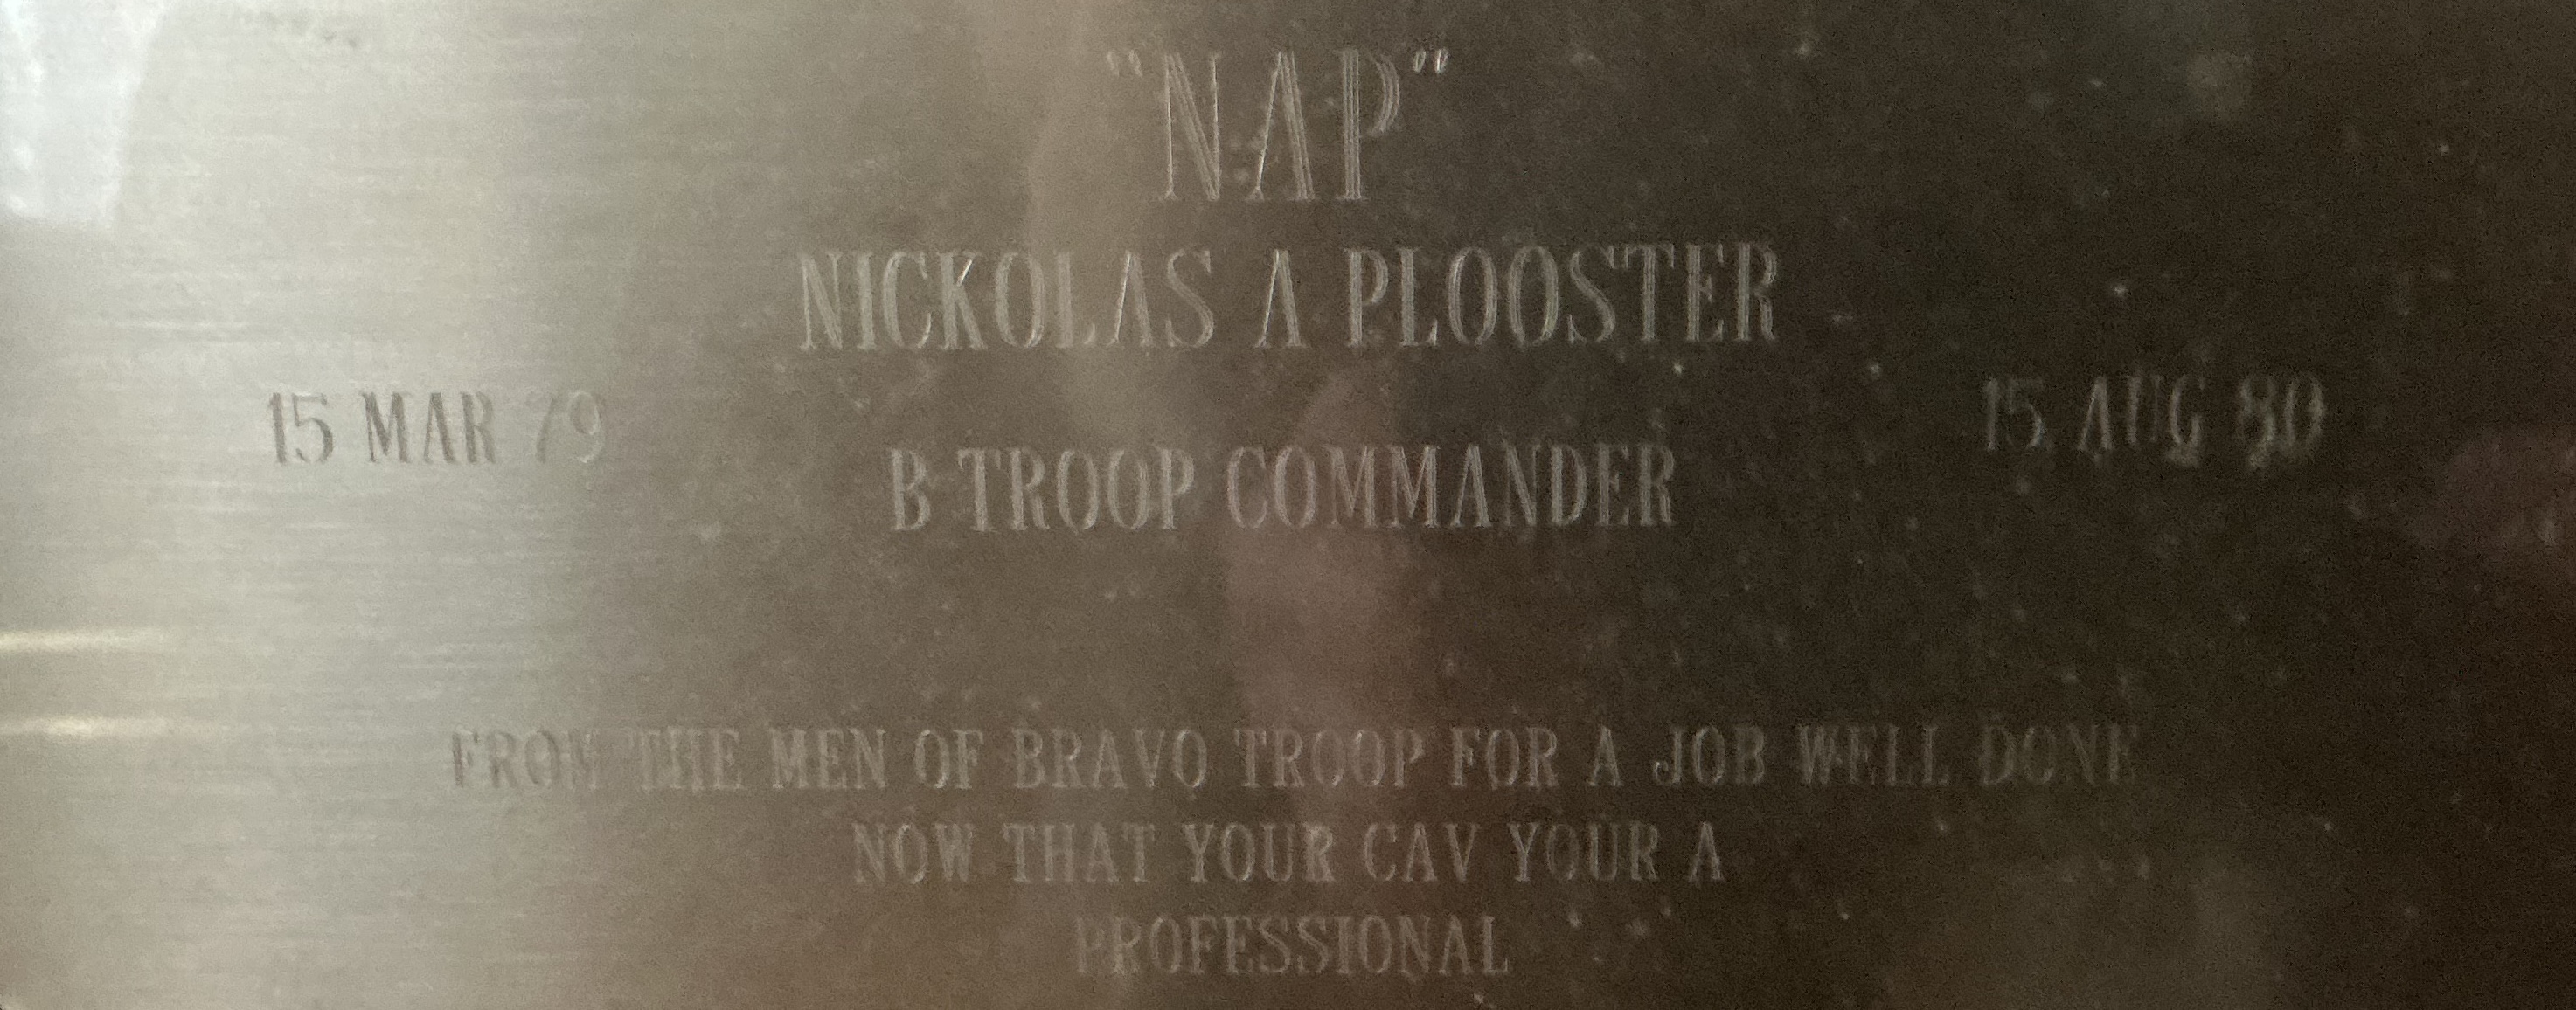 "NAP"
NICKOLAS A PLOOSTER
15 MAR 79
15 AUG 80
B TROOP COMMANDER
FROM THE MEN OF BRAVO TROOP FOR A JOB WELL DONE
NOW THAT YOUR CAV YOUR A
PROFESSIONAL